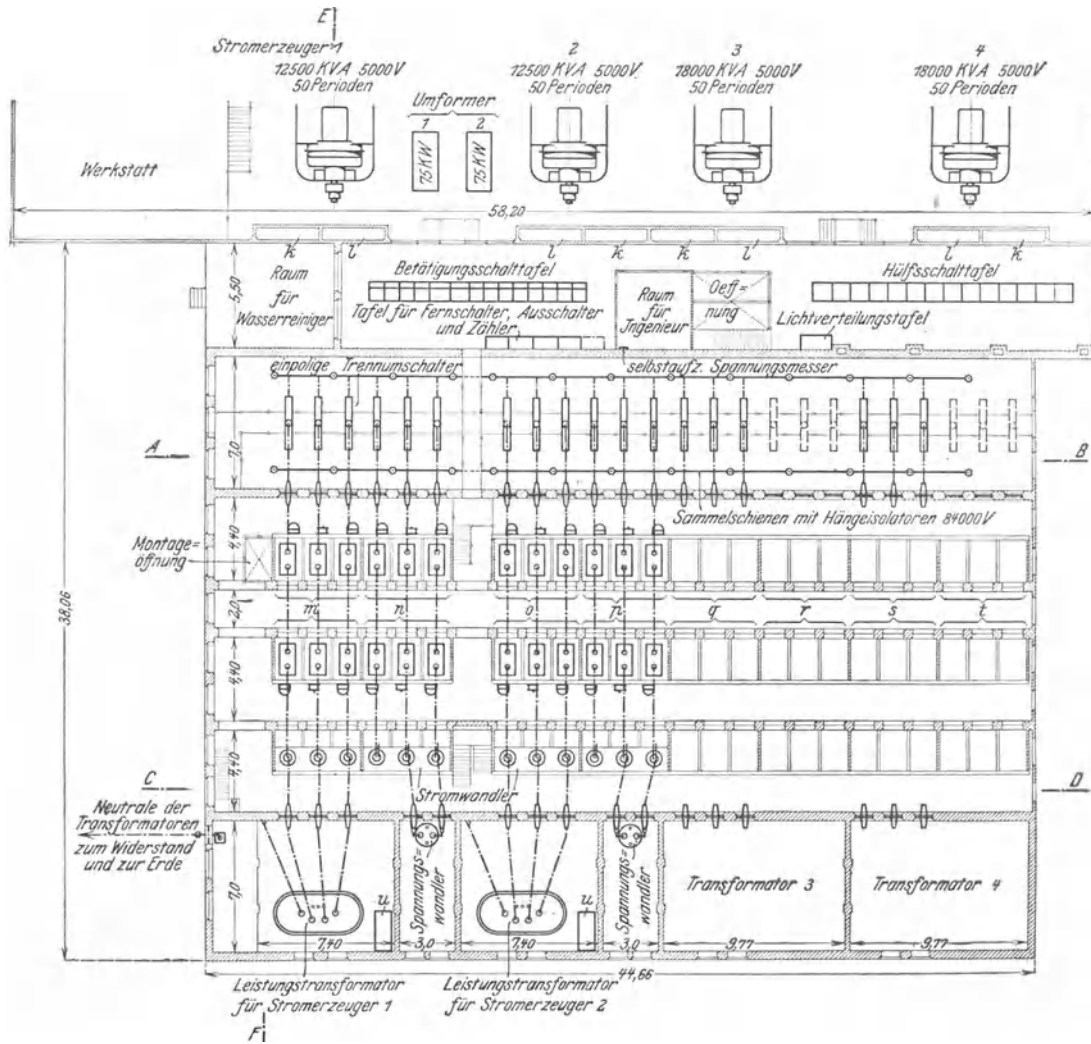 E
Stromerzeuger 1
12500 KVA 5000V
50 Perioden
2
12500 KVA 5000V
50 Perioden
3
18000 KVA 5000V
50 Perioden
4
18000 KVA 5000V
50 Perioden
Umformer
1
2
75KW
75KW
Werkstatt
58,20
k
l
l
k
k
l
l
k
5,50
Raum
für
Wasserreiniger
Betätigungsschalttafel
Tafel für Fernschalter, Ausschalter
und Zähler
Raum
für
Jngenieur
Oeff=
nung
Hülfsschalttafel
Lichtverteilungstafel
einpolige Trennumschalter
selbstaufz. Spannungsmesser
7,0
A
B
Sammelschienen mit Hängeisolatoren 84000V
4,40
Montage=
öffnung
38,06
2,0
m
n
o
p
q
r
s
t
4,40
4,40
C
D
Stromwandler
Neutrale der
Transformatoren
zum Widerstand
und zur Erde
7,0
Spannungs=
wandler
Spannungs=
wandler
Transformator 3
Transformator 4
u
u
7,40
3,0
7,40
3,0
9,77
9,77
44,66
Leistungstransformator
für Stromerzeuger 1
Leistungstransformator
für Stromerzeuger 2
F